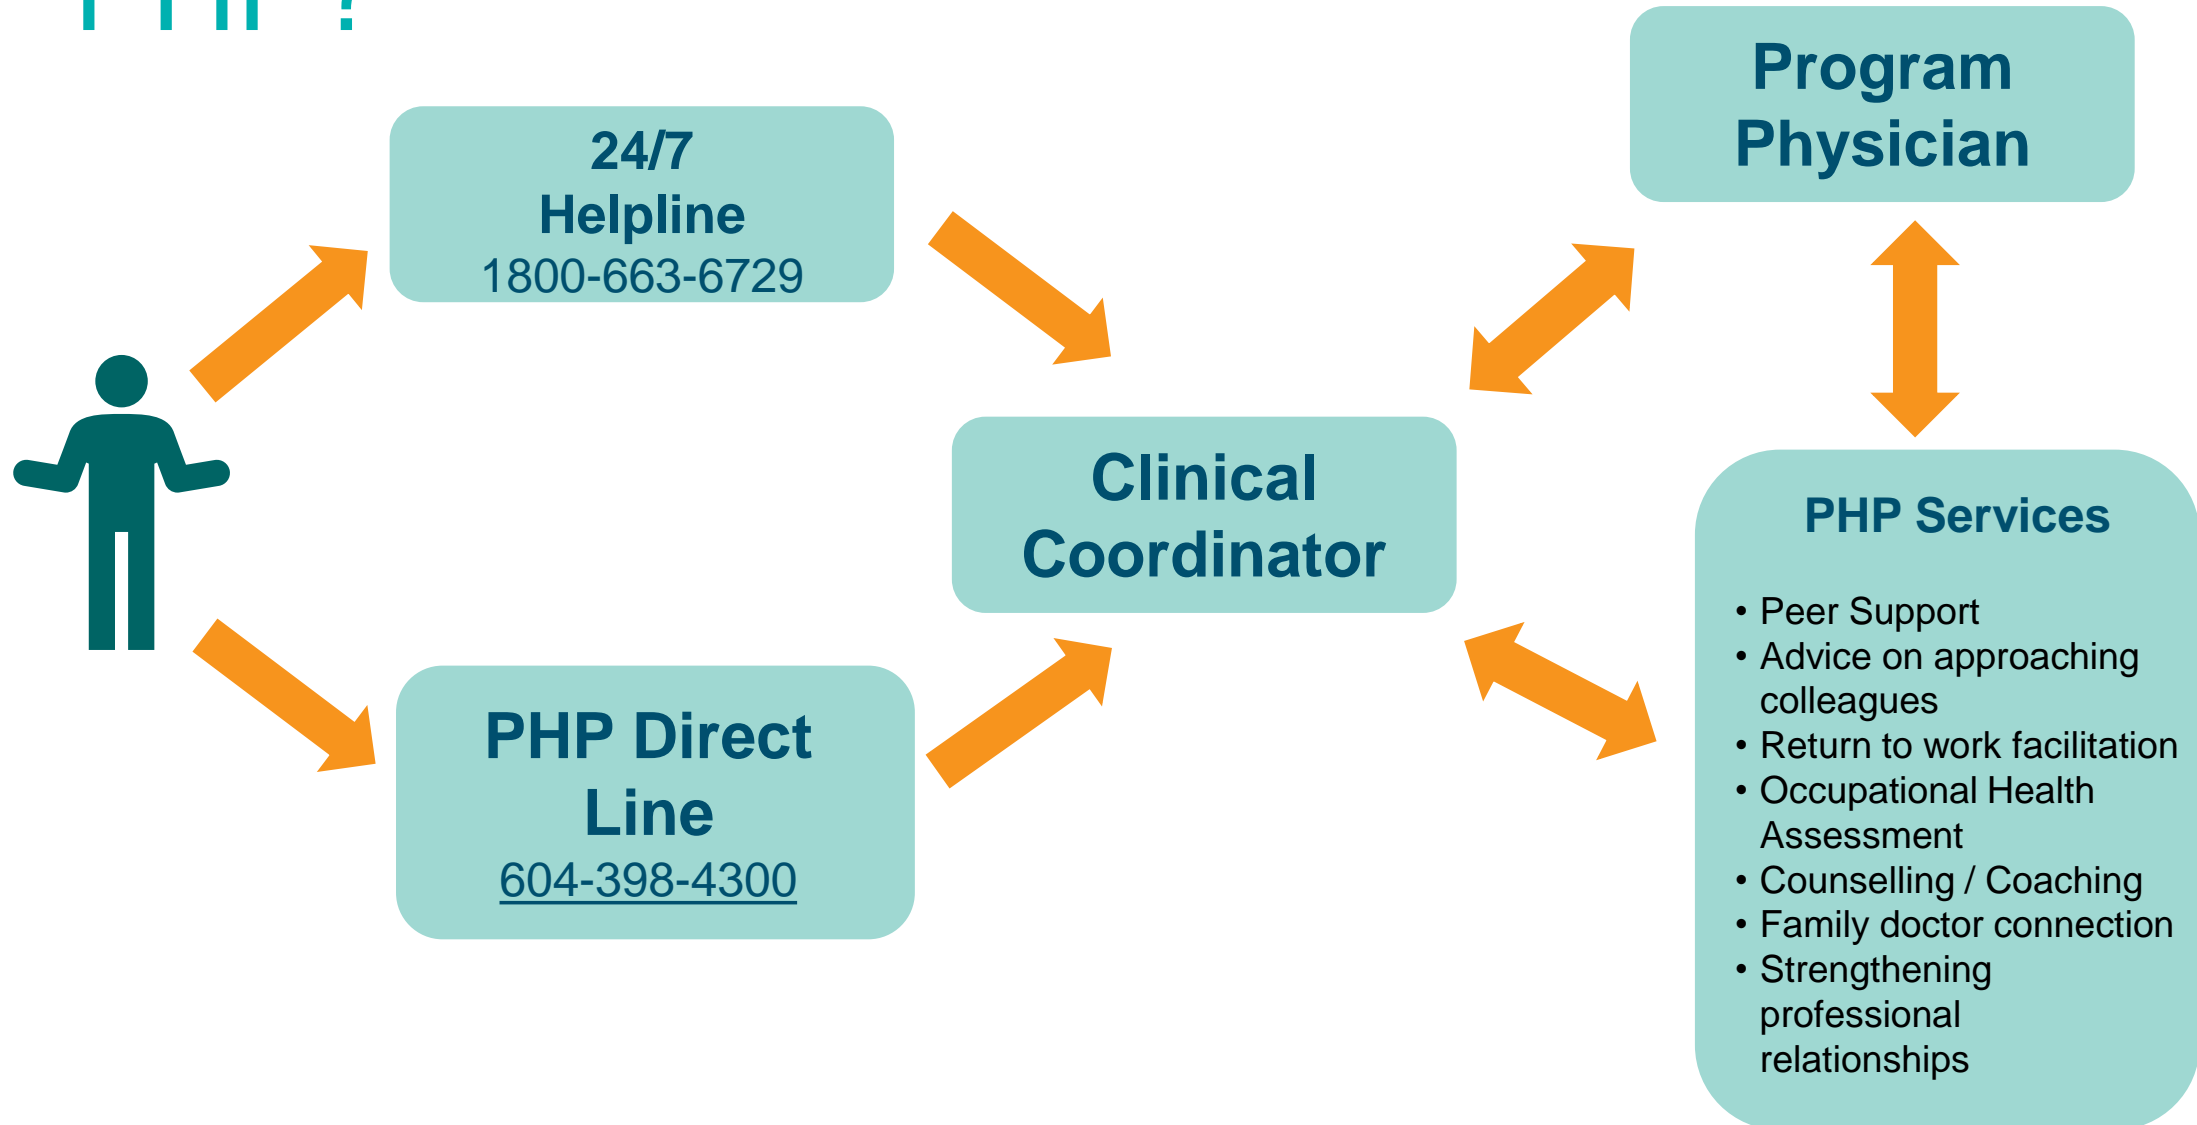 24/7
Helpline
1800-663-6729
PHP Direct
Line
604-398-4300
Clinical
Coordinator
Program
Physician
PHP Services
• Peer Support
• Advice on approaching
colleagues
• Return to work facilitation
• Occupational Health
Assessment
• Counselling / Coaching
• Family doctor connection
• Strengthening
professional
relationships